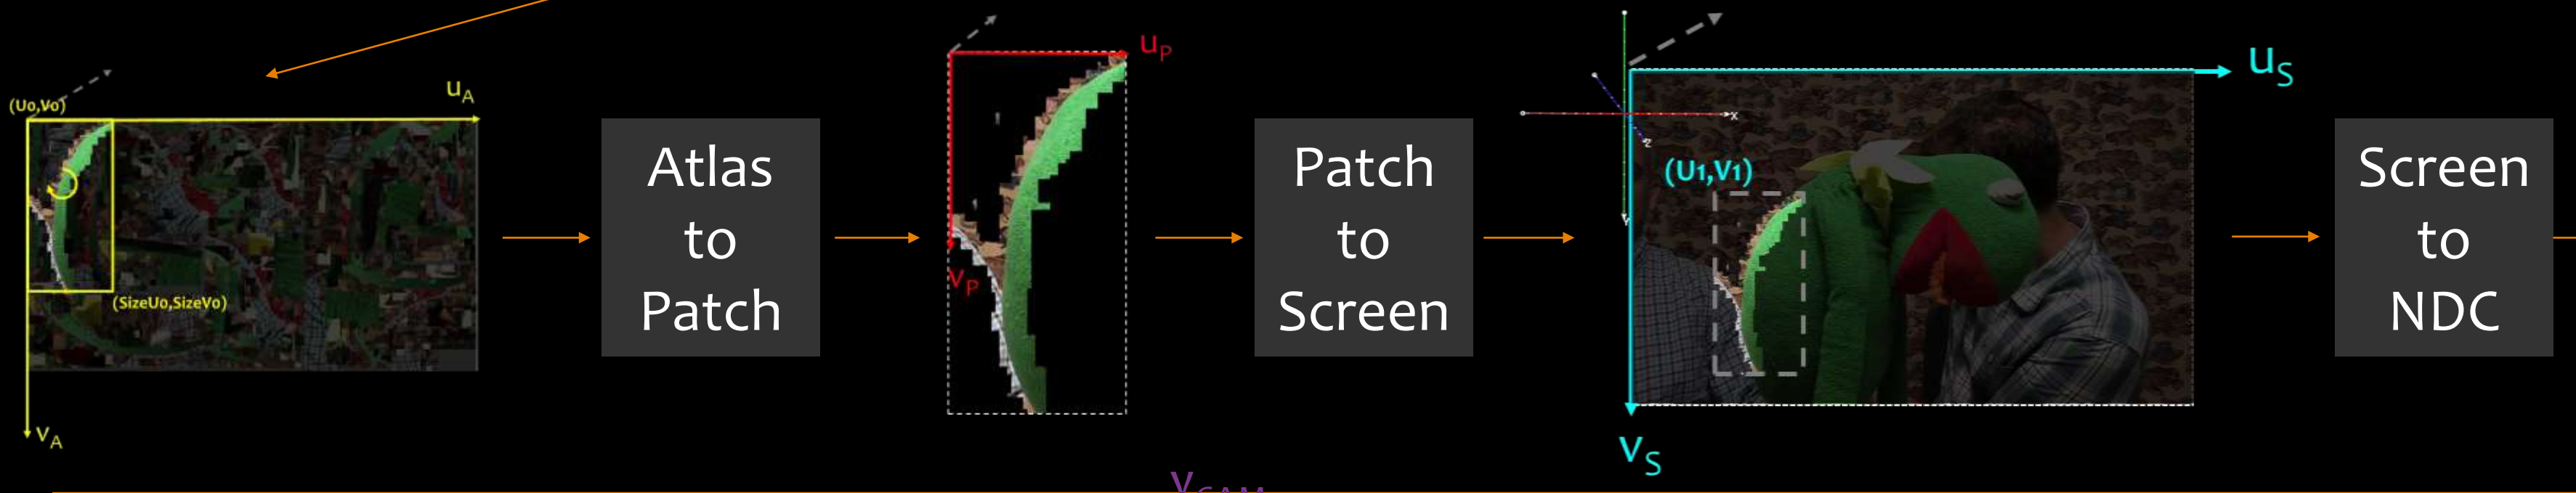 (U0,V0)
uA
(SizeU0,SizeV0)
vA
Atlas
to
Patch
uP
vP
Patch
to
Screen
x
z
Y
(U1,V1)
uS
vS
Screen
to
NDC